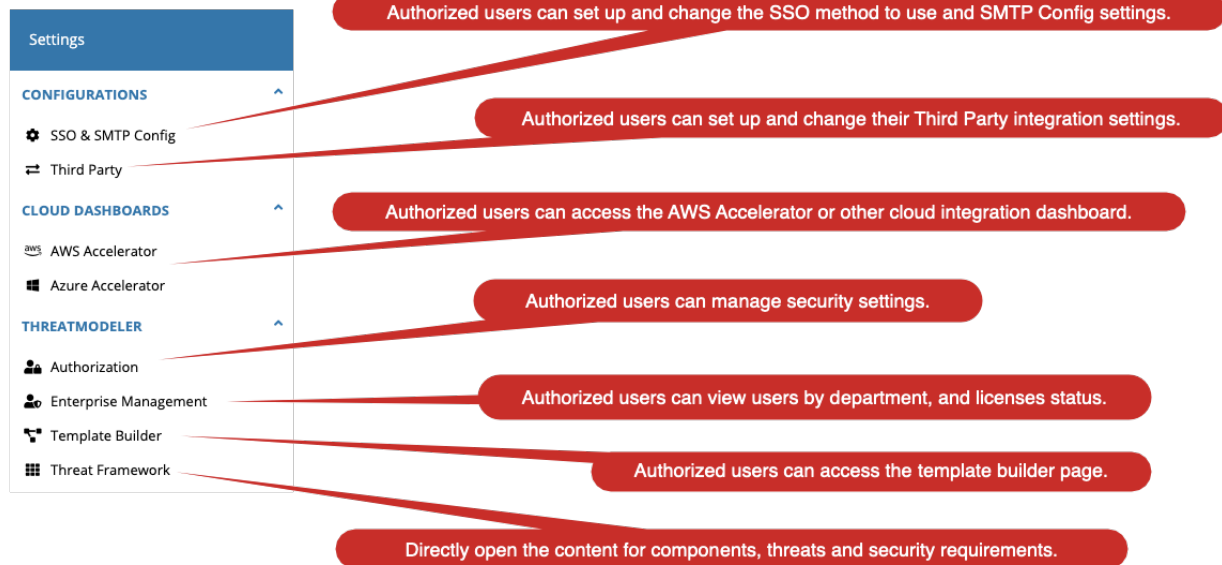 Authorized users can set up and change the SSO method to use and SMTP Config settings.
Settings
CONFIGURATIONS
SSO & SMTP Config
Authorized users can set up and change their Third Party integration settings.
Third Party
CLOUD DASHBOARDS
Authorized users can access the AWS Accelerator or other cloud integration dashboard.
aws AWS Accelerator
Azure Accelerator
Authorized users can manage security settings.
THREATMODELER
Authorization
Enterprise Management
Authorized users can view users by department, and licenses status.
Template Builder
Authorized users can access the template builder page.
Threat Framework
Directly open the content for components, threats and security requirements.